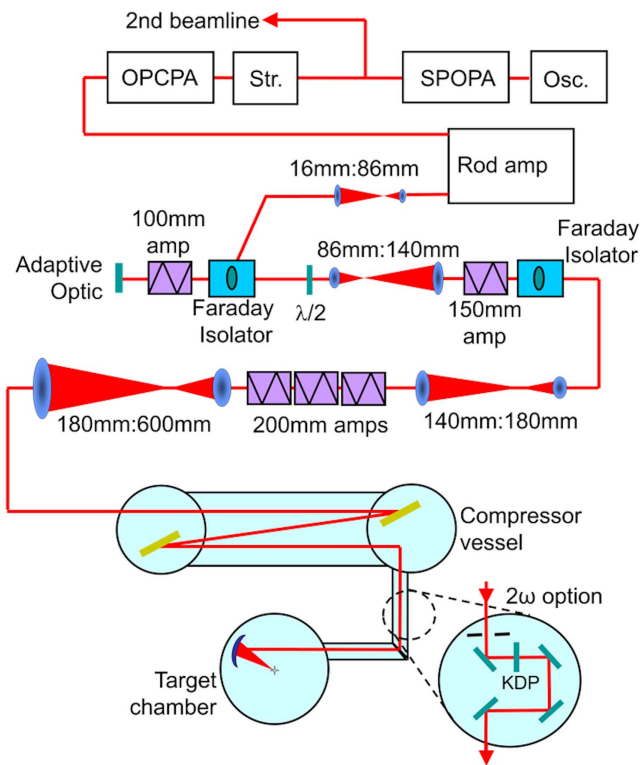 2nd beamline
OPCPA
Str.
SPOPA
Osc.
Rod amp
16mm:86mm
100mm
amp
Adaptive
Optic
Faraday
Isolator
λ/2
86mm:140mm
150mm
amp
Faraday
Isolator
180mm:600mm
200mm amps
140mm:180mm
Compressor
vessel
2ω option
KDP
Target
chamber